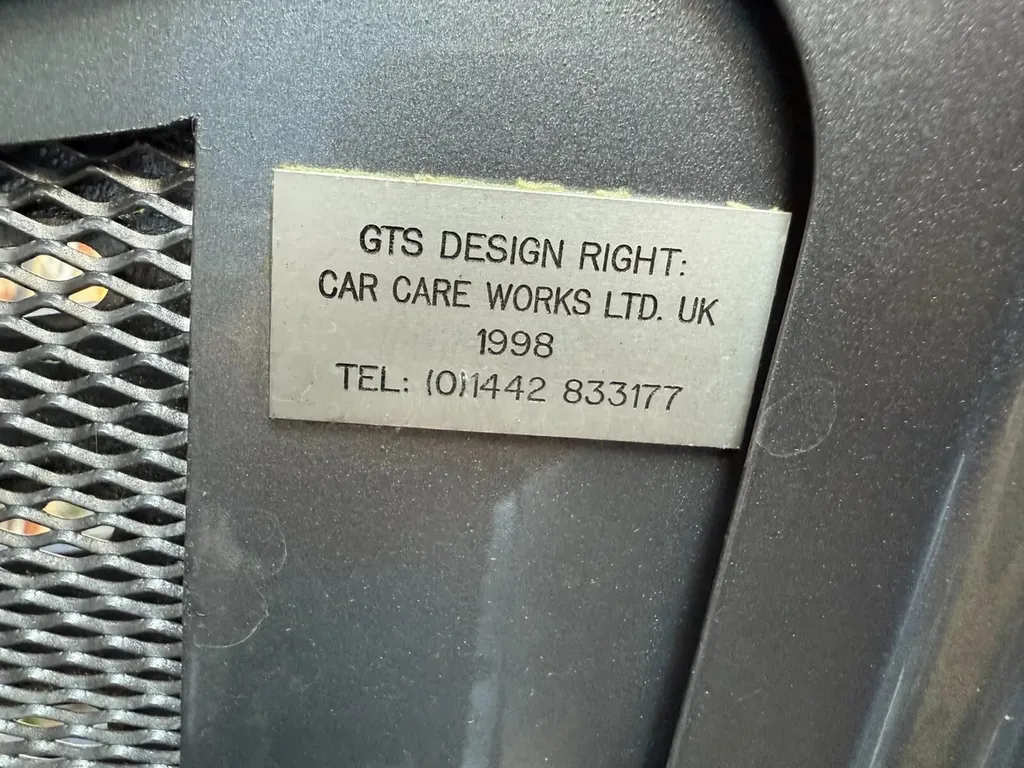 GTS DESIGN RIGHT:
CAR CARE WORKS LTD. UK
1998
TEL: (0)1442 833177